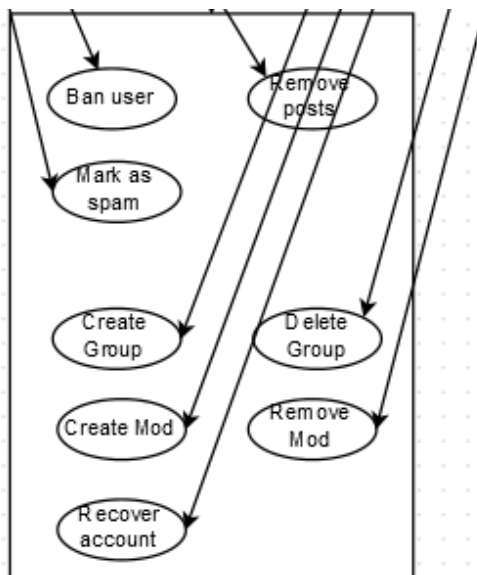 Ban user
Remove
posts
Mark as
spam
Create
Group
Delete
Group
Create Mod
Remove
Mod
Recover
account